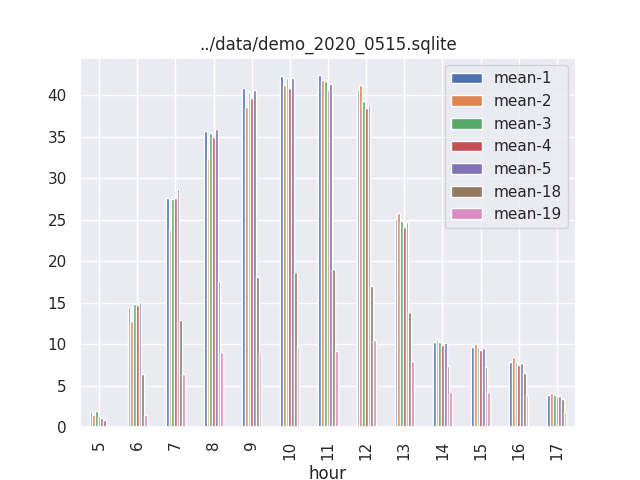 ../data/demo_2020_0515.sqlite
mean-1
mean-2
mean-3
mean-4
mean-5
mean-18
mean-19
40
35
30
25
20
15
10
5
0
5 6 7 8 9 10 11 12 13 14 15 16 17
hour